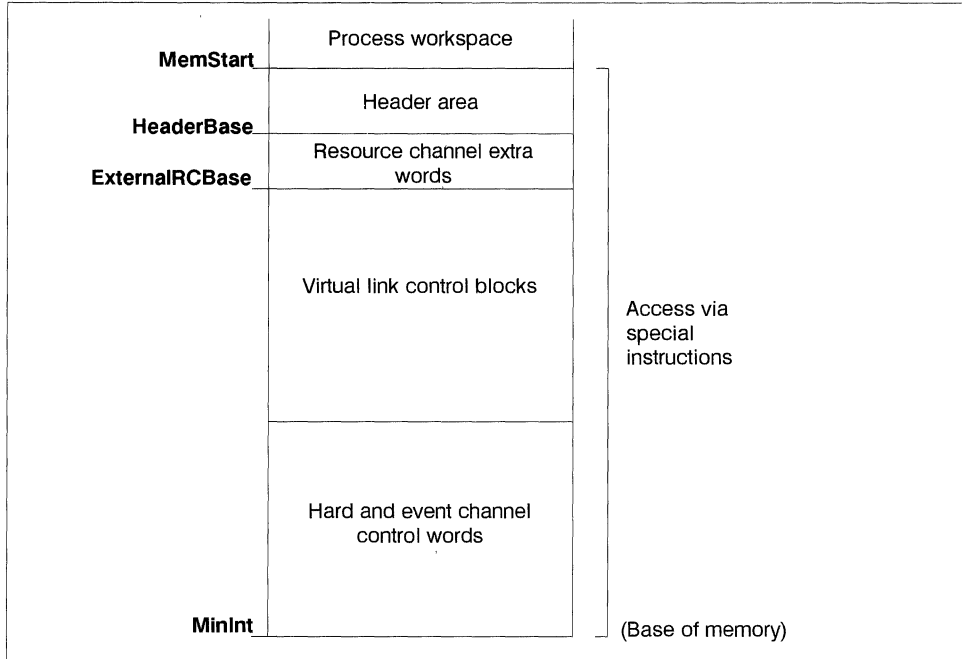 Process workspace
MemStart
Header area
HeaderBase
Resource channel extra
words
ExternalRCBase
Virtual link control blocks
Access via
special
instructions
Hard and event channel
control words
MinInt
(Base of memory)